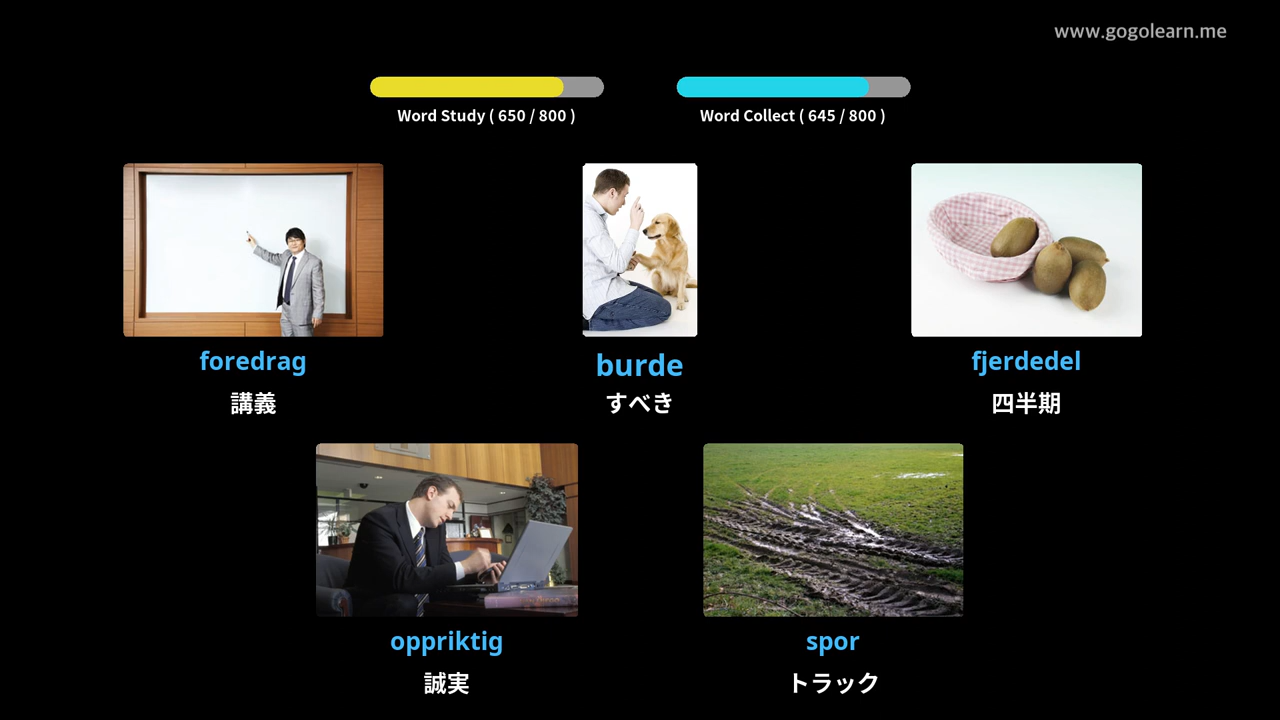 www.gogolearn.me
Word Study ( 650 / 800 )
Word Collect ( 645 / 800 )
foredrag
講義
burde
すべき
fjerdedel
四半期
oppriktig
誠実
spor
トラック